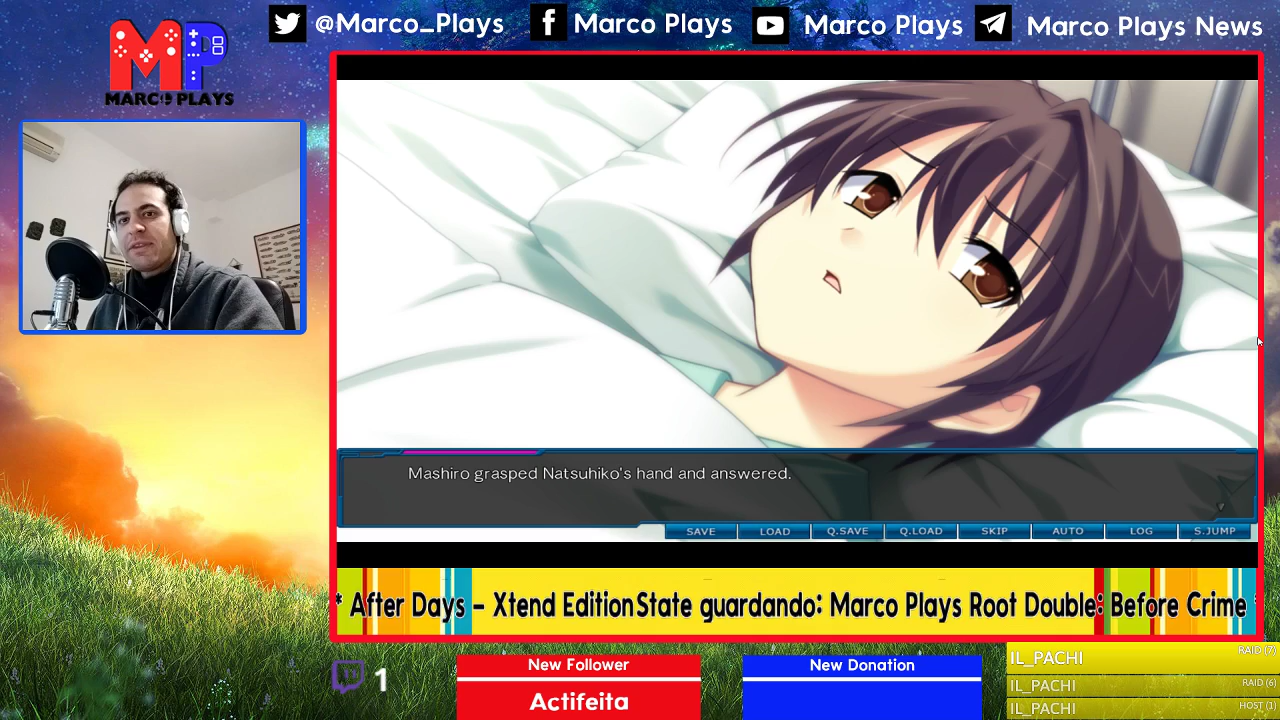 @Marco_Plays
Marco Plays
Marco Plays
Marco Plays News
MP
MARCO PLAYS
Mashiro grasped Natsuhiko's hand and answered.
SAVE
LOAD
Q.SAVE
Q.LOAD
SKIP
AUTO
LOG
S.JUMP
* After Days - Xtend Edition State guardando: Marco Plays Root Double: Before Crime
1
New Follower
Actifeita
New Donation
IL_PACHI
RAID (7)
IL_PACHI
RAID (6)
IL_PACHI
HOST (1)